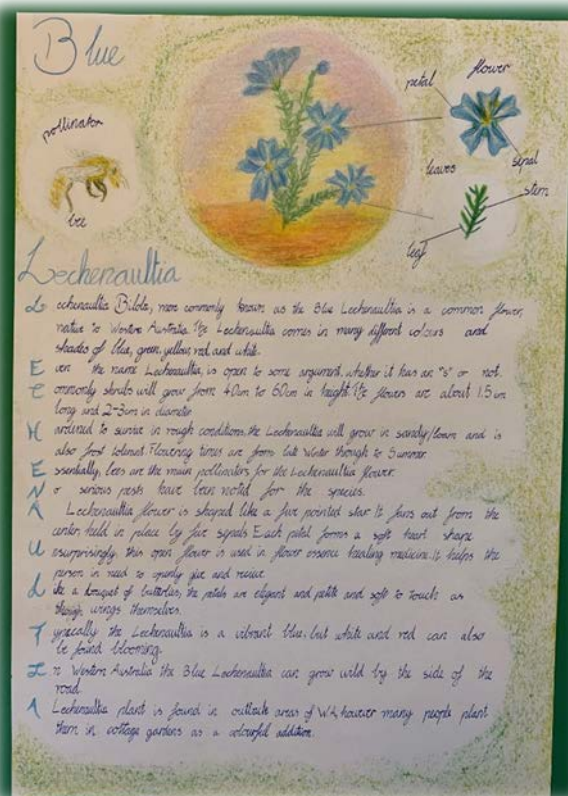 Blue
petal
flower
pollinator
leaves
sepal
stem
bee
leaf
Lechenaultia
Lechenaultia Biloba, more commonly known as the Blue Lechenaultia is a common flower,
native to Western Australia. The Lechenaultia comes in many different colours and
shades of blue, green, yellow, red and white.
Even the name Lechenaultia, is open to some argument, whether it has an "s" or not.
Commonly shrubs will grow from 40cm to 60cm in height. The flowers are about 1.5cm
long and 2-3cm in diameter.
Hardened to survive in rough conditions, the Lechenaultia will grow in sandy/loam and is
also frost tolerant. Flowering times are from late Winter through to Summer.
Essentially, bees are the main pollinators for the Lechenaultia flower.
No serious pests have been noted for the species.
A Lechenaultia flower is shaped like a five pointed star. It fans out from the
center, held in place by five sepals. Each petal forms a soft heart shape
Unsurprisingly, this open flower is used in flower essence healing medicine. It helps the
person in need to openly give and receive.
Like a bouquet of butterflies, the petals are elegant and petite and soft to touch as
though wings themselves.
Typically the Lechenaultia is a vibrant blue, but white and red can also
be found blooming.
In Western Australia the Blue Lechenaultia can grow wild by the side of the
road.
A Lechenaultia plant is found in outback areas of W.A, however many people plant
them in cottage gardens as a colourful addition.